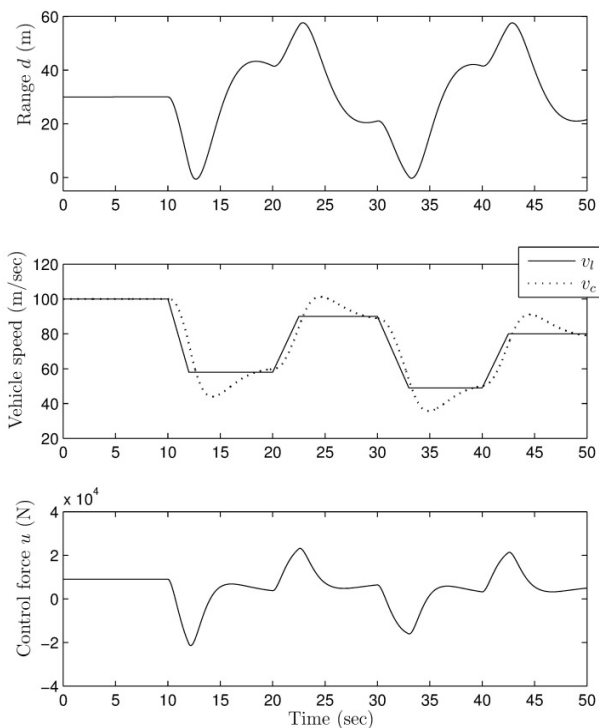 60
40
20
0
Range d (m)
0 5 10 15 20 25 30 35 40 45 50
120
100
80
60
40
20
Vehicle speed (m/sec)
v_l
v_c
0 5 10 15 20 25 30 35 40 45 50
x 10^4
4
2
0
−2
−4
Control force u (N)
0 5 10 15 20 25 30 35 40 45 50
Time (sec)